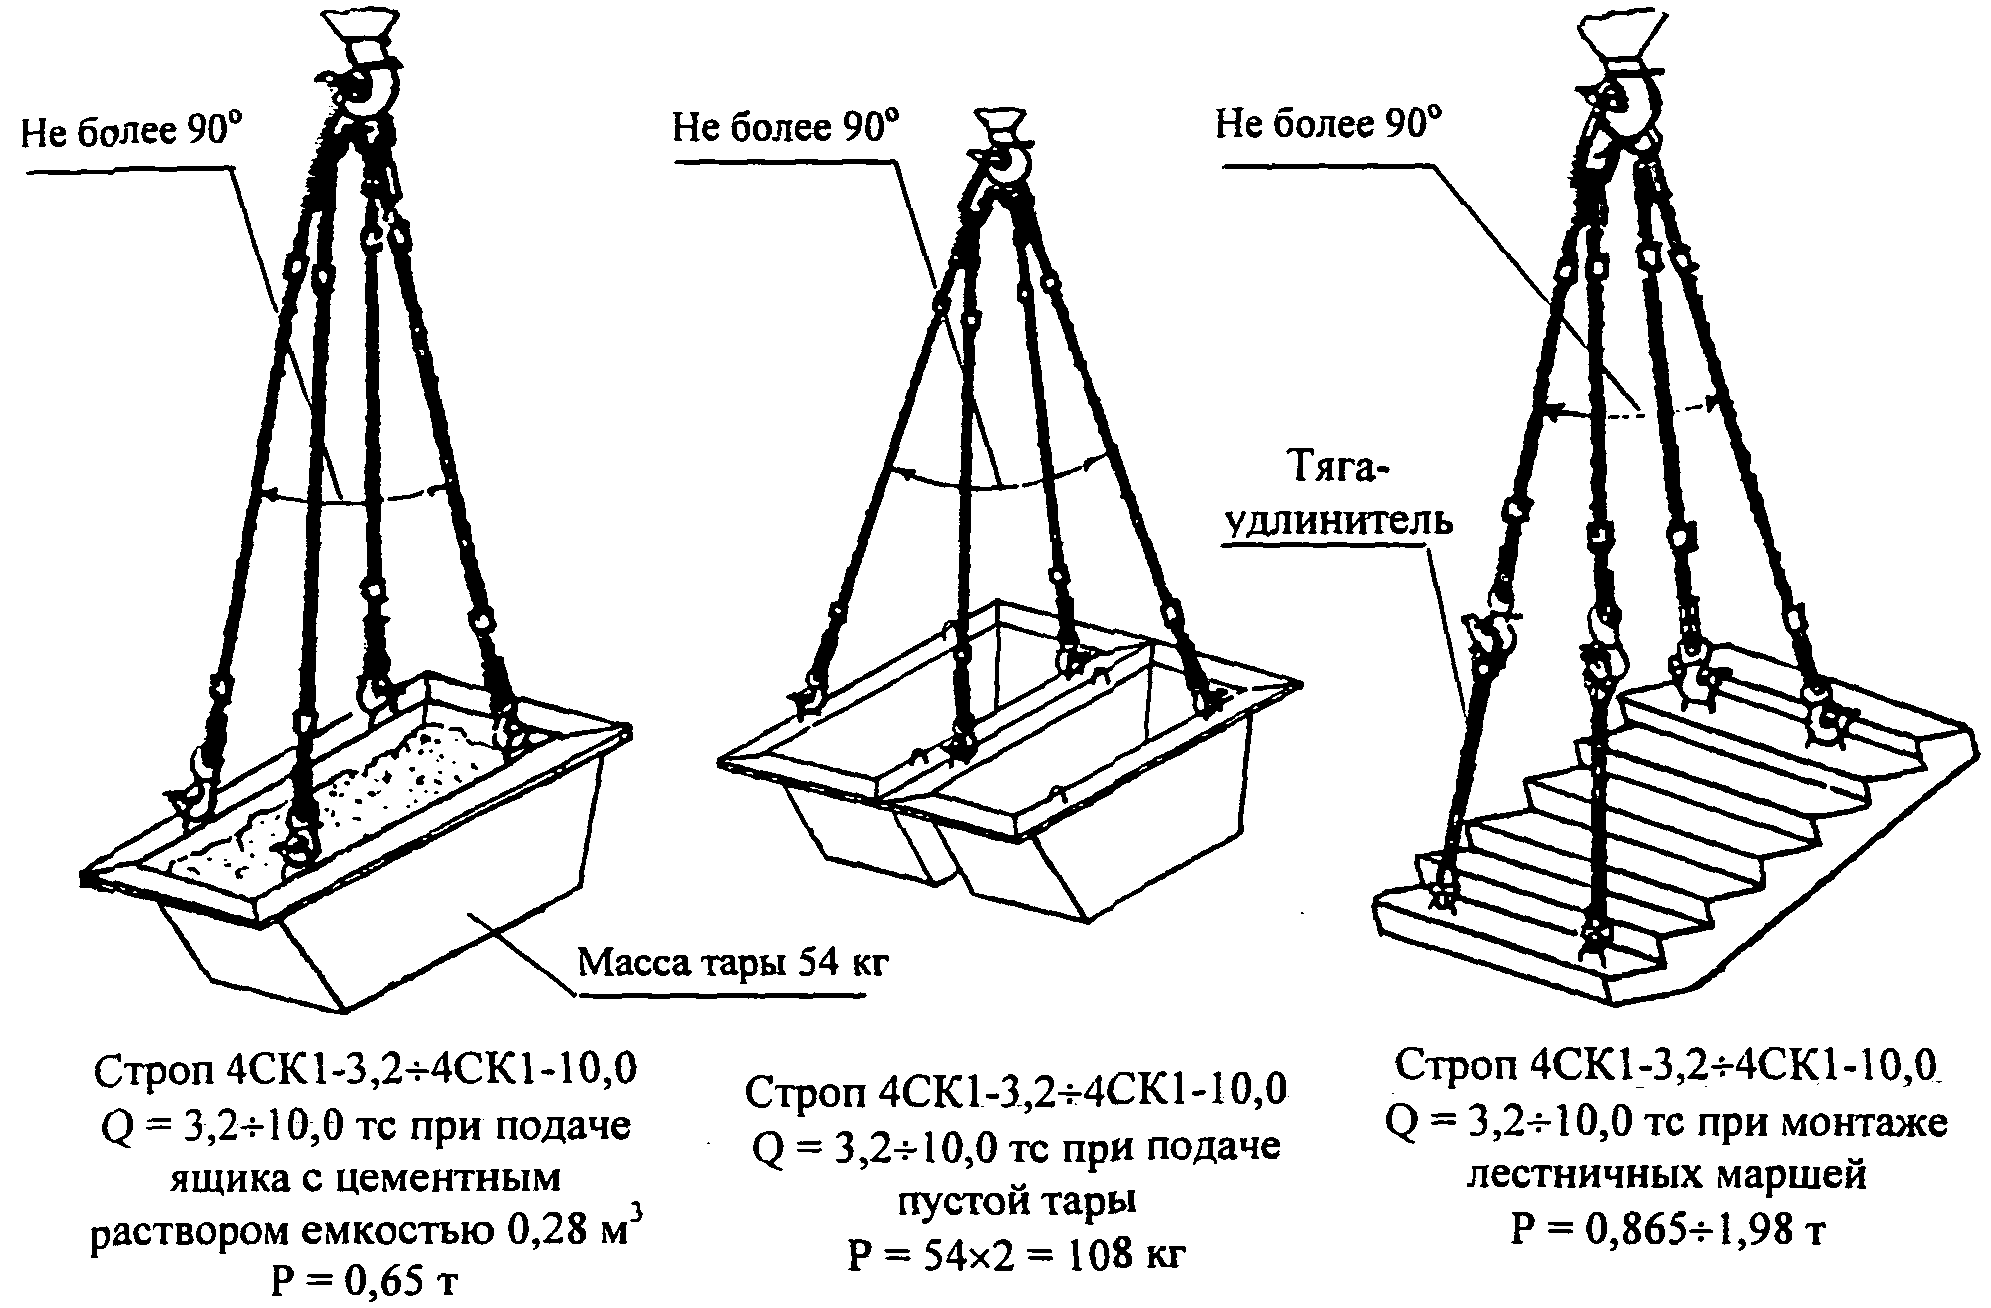 Не более 90°
Не более 90°
Не более 90°
Тяга-
удлинитель
Масса тары 54 кг
Строп 4СК1-3,2÷4СК1-10,0
Q = 3,2÷10,0 тс при подаче
ящика с цементным
раствором емкостью 0,28 м³
Р = 0,65 т
Строп 4СК1-3,2÷4СК1-10,0
Q = 3,2÷10,0 тс при подаче
пустой тары
Р = 54×2 = 108 кг
Строп 4СК1-3,2÷4СК1-10,0
Q = 3,2÷10,0 тс при монтаже
лестничных маршей
Р = 0,865÷1,98 т